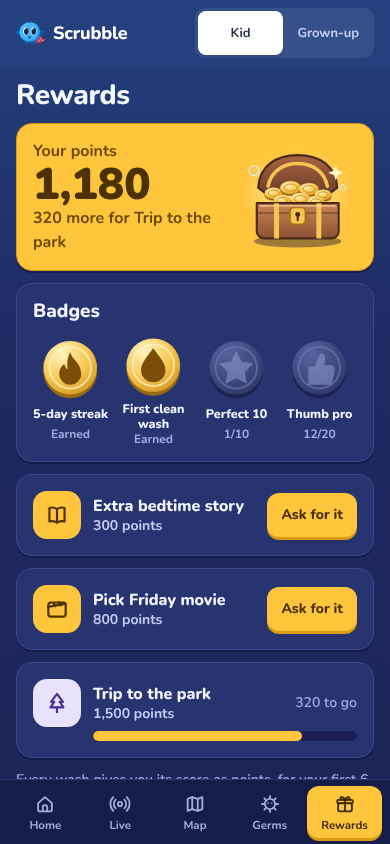 Scrubble
Kid
Grown-up
Rewards
Your points
1,180
320 more for Trip to the
park
Badges
5-day streak
Earned
First clean
wash
Earned
Perfect 10
1/10
Thumb pro
12/20
Extra bedtime story
300 points
Ask for it
Pick Friday movie
800 points
Ask for it
Trip to the park
1,500 points
320 to go
Every wash gives you its score as points, for your first 6
Home
Live
Map
Germs
Rewards